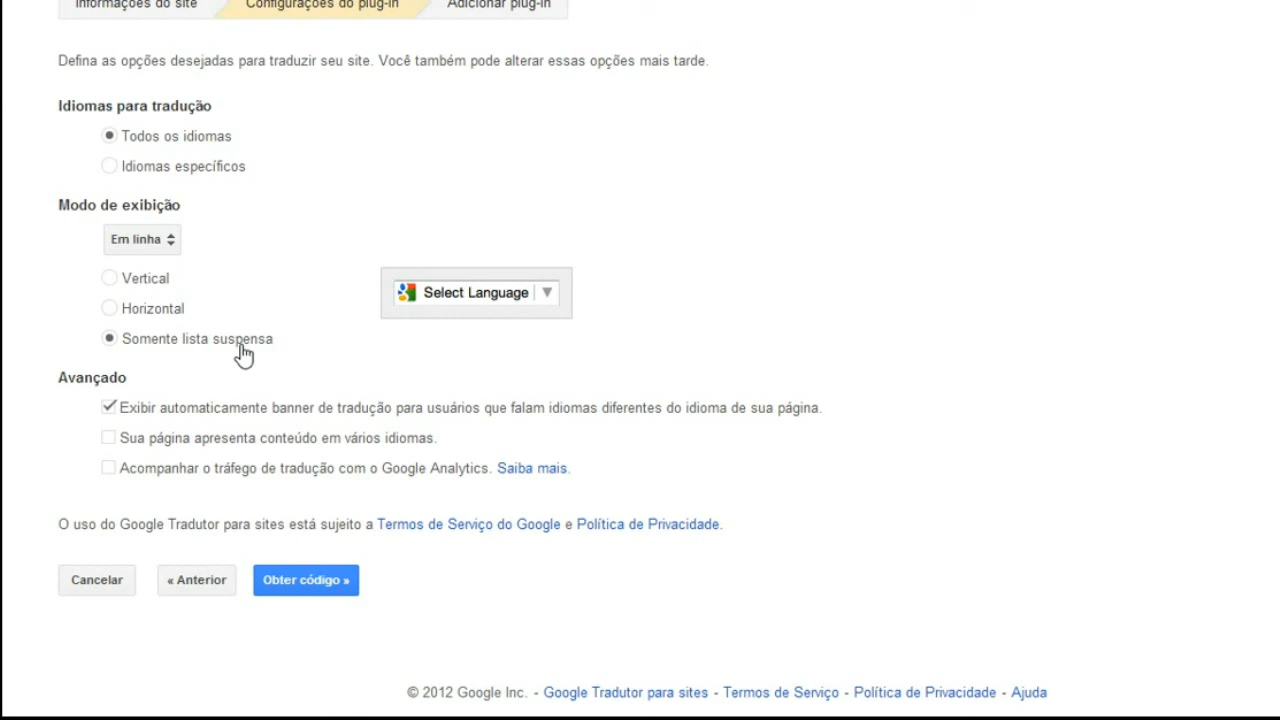 Informações do site Configurações do plug-in Adicionar plug-in
Defina as opções desejadas para traduzir seu site. Você também pode alterar essas opções mais tarde.
Idiomas para tradução
Todos os idiomas
Idiomas específicos
Modo de exibição
Em linha
Vertical
Select Language
Horizontal
Somente lista suspensa
Avançado
Exibir automaticamente banner de tradução para usuários que falam idiomas diferentes do idioma de sua página.
Sua página apresenta conteúdo em vários idiomas.
Acompanhar o tráfego de tradução com o Google Analytics. Saiba mais.
O uso do Google Tradutor para sites está sujeito a Termos de Serviço do Google e Política de Privacidade.
Cancelar « Anterior Obter código »
© 2012 Google Inc. - Google Tradutor para sites - Termos de Serviço - Política de Privacidade - Ajuda